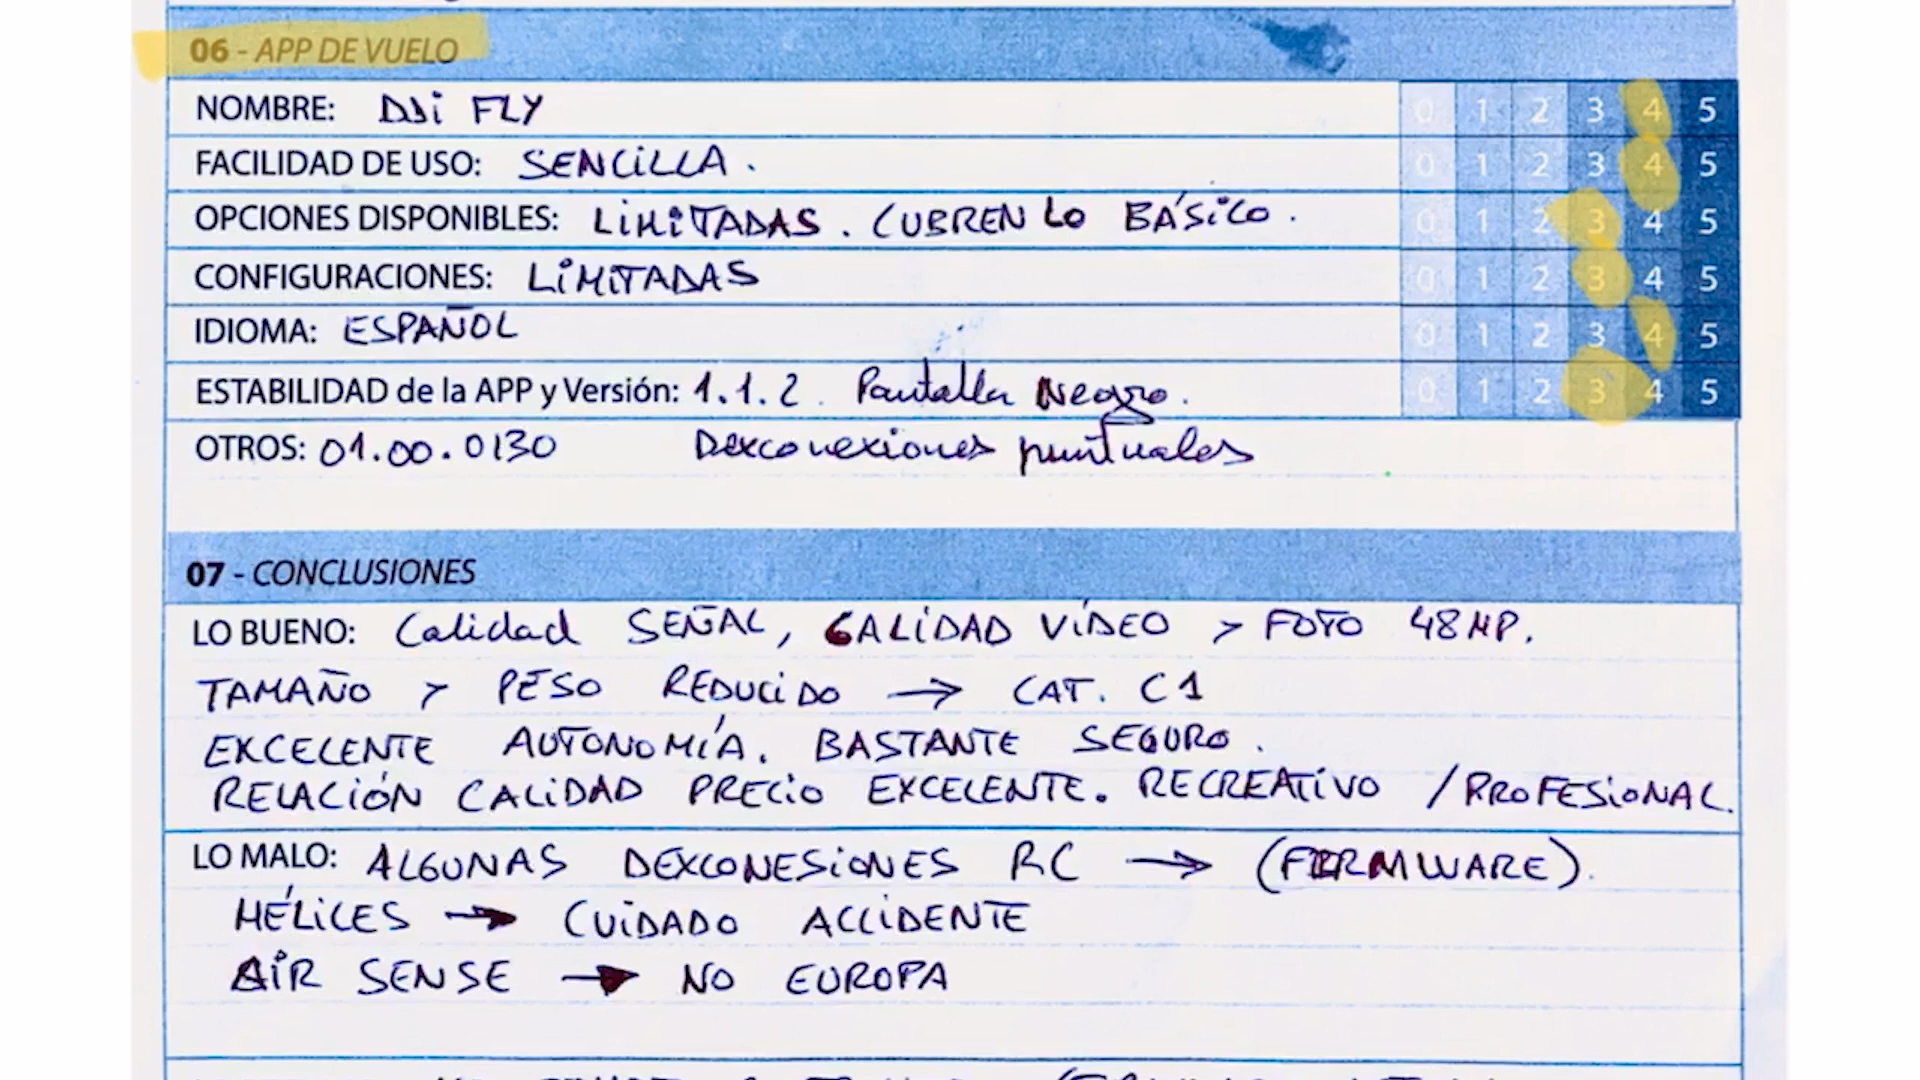 06 - APP DE VUELO
NOMBRE: DJi FLY 0 1 2 3 4 5
FACILIDAD DE USO: SENCiLLA. 0 1 2 3 4 5
OPCIONES DISPONIBLES: LiMiTADAS. CUBREN LO BÁSiCO. 0 1 2 3 4 5
CONFIGURACIONES: LiMiTADAS 0 1 2 3 4 5
IDIOMA: ESPAÑOL 0 1 2 3 4 5
ESTABILIDAD de la APP y Versión: 1.1.2. Pantalla Negro. 0 1 2 3 4 5
OTROS: 01.00.0130 Dexconexiones puntuales
07 - CONCLUSIONES
LO BUENO: Calidad SEÑAL, CALiDAD VÍDEO > FOTO 48MP.
TAMAÑO > PESO REDUCiDO → CAT. C1
EXCELENTE AUTONOMÍA. BASTANTE SEGURO.
RELACiÓN CALiDAD PRECiO EXCELENTE. RECREATiVO / PROFESiONAL.
LO MALO: ALGUNAS DEXCONESiONES RC → (FiRMWARE).
HÉLiCES → CUiDADO ACCiDENTE
AiR SENSE → NO EUROPA